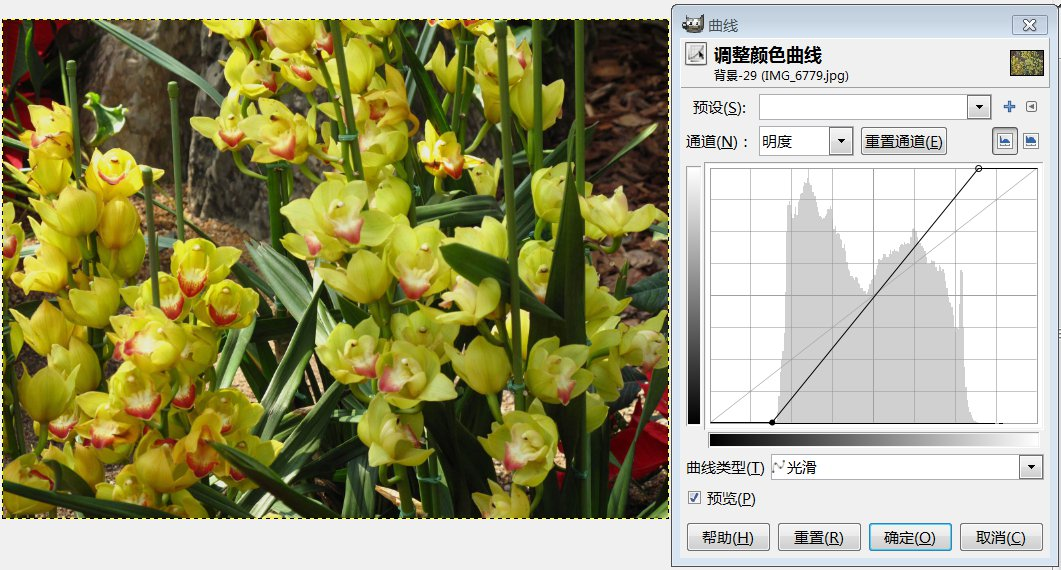 曲线
调整颜色曲线
背景-29 (IMG_6779.jpg)
预设(S):
通道(N)： 明度 重置通道(E)
曲线类型(T) 光滑
预览(P)
帮助(H) 重置(R) 确定(O) 取消(C)